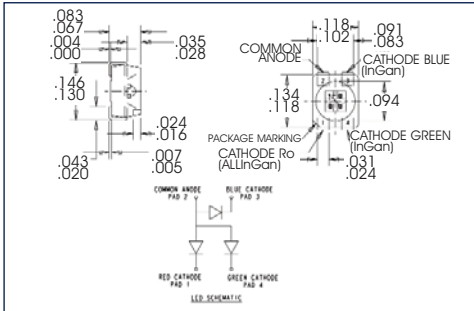 .083
.067
.004
.000
.035
.028
.146
.130
.024
.016
.043
.020
.007
.005
.118
.102
.091
.083
COMMON
ANODE
CATHODE BLUE
(InGan)
.134
.118
.094
PACKAGE MARKING
CATHODE Ro
(ALLInGan)
CATHODE GREEN
(InGan)
.031
.024
COMMON ANODE
PAD 2
BLUE CATHODE
PAD 3
RED CATHODE
PAD 1
GREEN CATHODE
PAD 4
LED SCHEMATIC